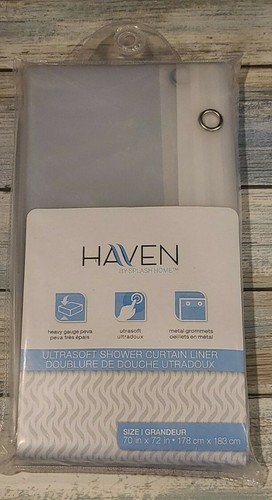 HAVEN
BY SPLASH HOME™
heavy gauge peva
peva très épais
ultrasoft
ultradoux
metal grommets
oeillets en métal
ULTRASOFT SHOWER CURTAIN LINER
DOUBLURE DE DOUCHE ULTRADOUX
SIZE | GRANDEUR
70 in x 72 in • 178 cm x 183 cm